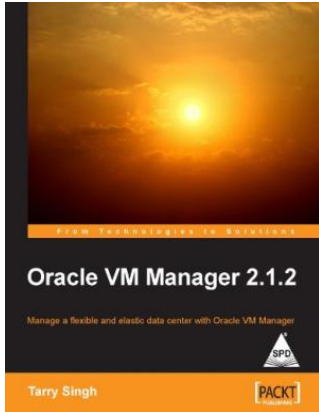 From Technologies to Solutions
Oracle VM Manager 2.1.2
Manage a flexible and elastic data center with Oracle VM Manager
SPD
Tarry Singh
PACKT
PUBLISHING